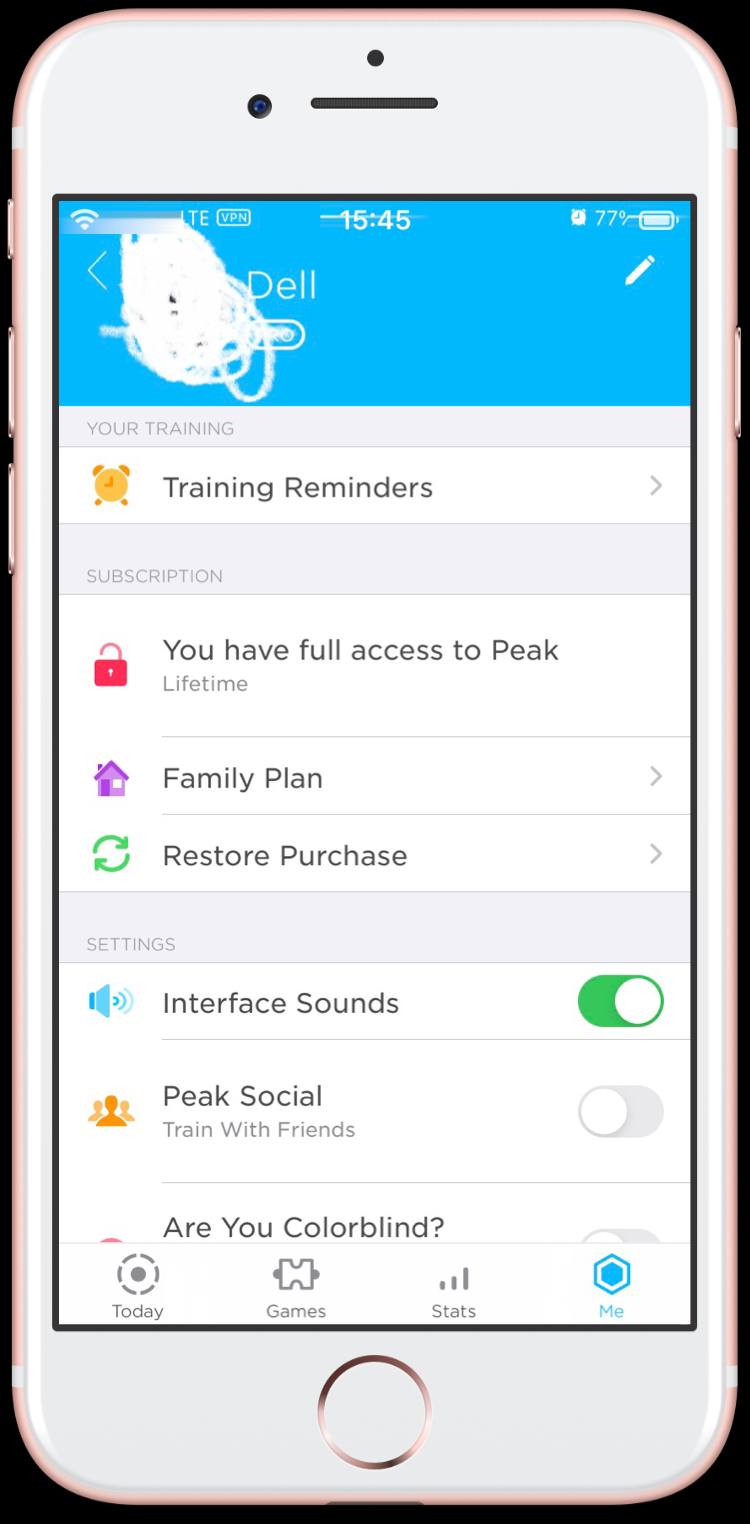 LTE VPN 15:45 77%
Dell
YOUR TRAINING
Training Reminders
SUBSCRIPTION
You have full access to Peak
Lifetime
Family Plan
Restore Purchase
SETTINGS
Interface Sounds
Peak Social
Train With Friends
Are You Colorblind?
Today Games Stats Me